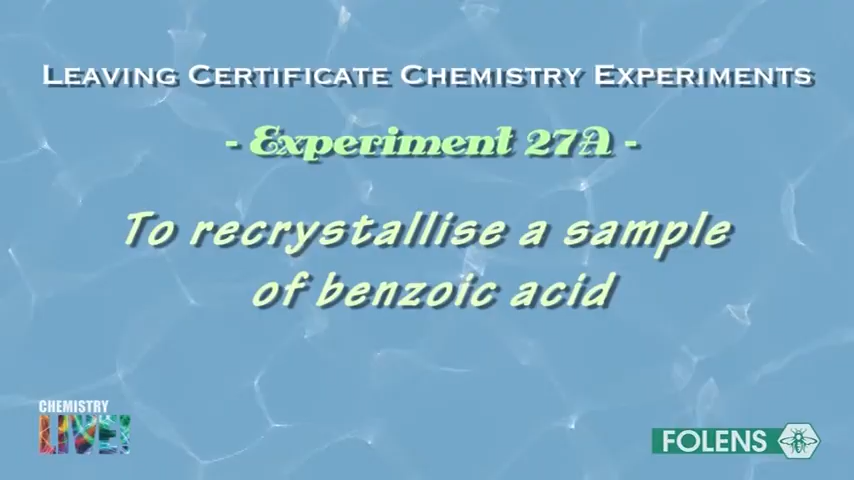 Leaving Certificate Chemistry Experiments
- Experiment 27A -
To recrystallise a sample
of benzoic acid
CHEMISTRY
LIVE!
FOLENS